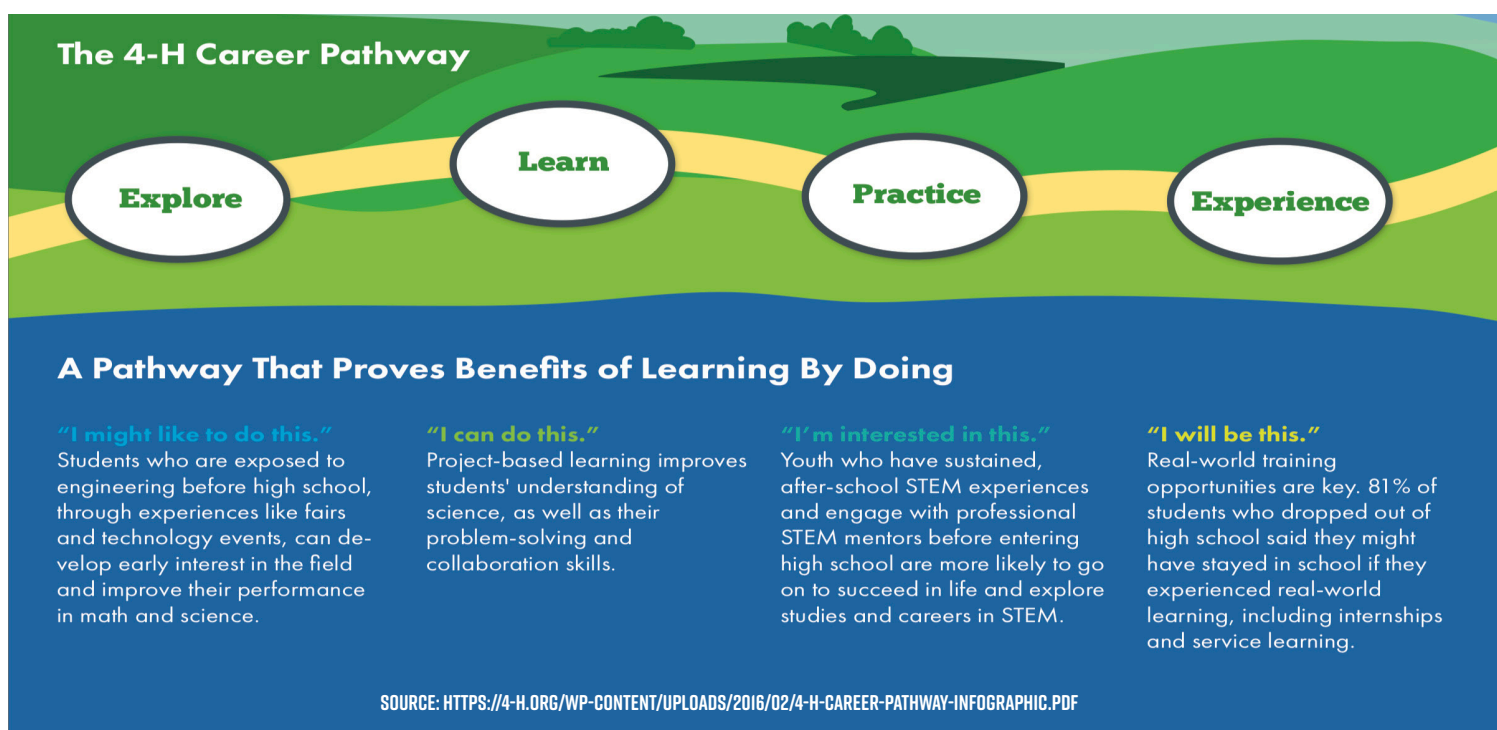 The 4-H Career Pathway
Explore
Learn
Practice
Experience
A Pathway That Proves Benefits of Learning By Doing
“I might like to do this.”
Students who are exposed to
engineering before high school,
through experiences like fairs
and technology events, can de-
velop early interest in the field
and improve their performance
in math and science.
“I can do this.”
Project-based learning improves
students' understanding of
science, as well as their
problem-solving and
collaboration skills.
“I’m interested in this.”
Youth who have sustained,
after-school STEM experiences
and engage with professional
STEM mentors before entering
high school are more likely to go
on to succeed in life and explore
studies and careers in STEM.
“I will be this.”
Real-world training
opportunities are key. 81% of
students who dropped out of
high school said they might
have stayed in school if they
experienced real-world
learning, including internships
and service learning.
SOURCE: HTTPS://4-H.ORG/WP-CONTENT/UPLOADS/2016/02/4-H-CAREER-PATHWAY-INFOGRAPHIC.PDF